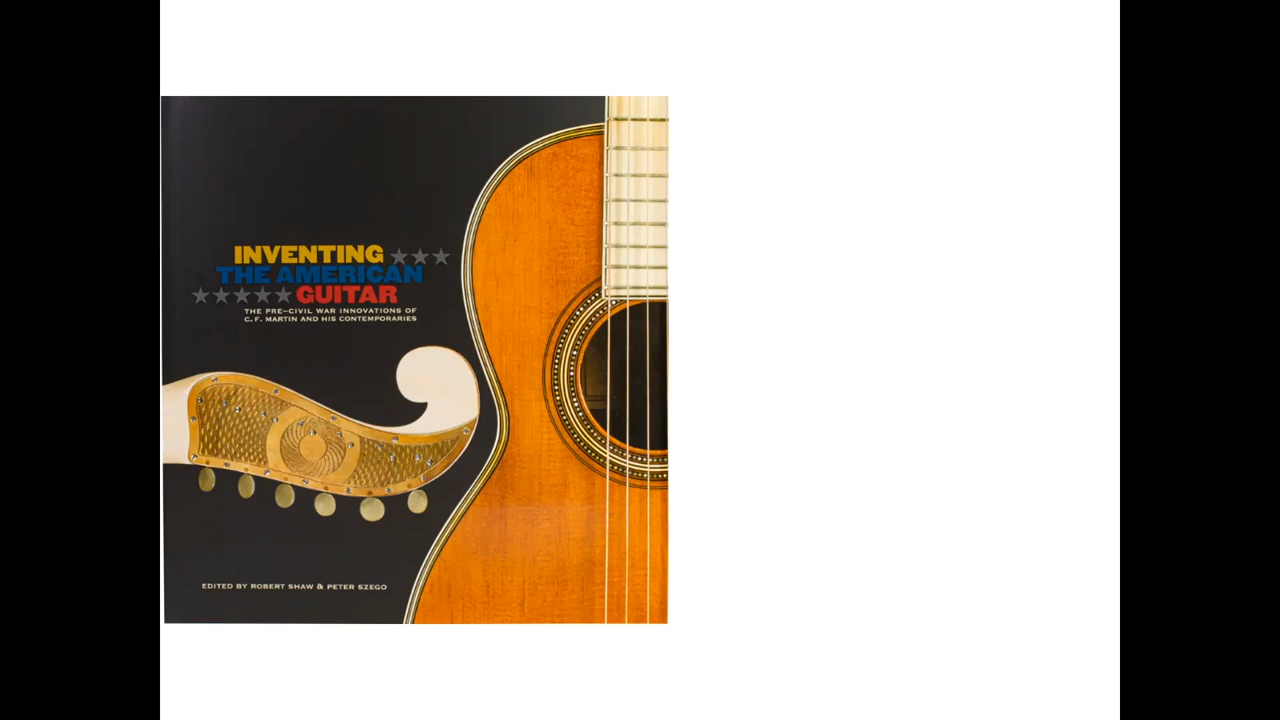 INVENTING
THE AMERICAN
GUITAR
THE PRE–CIVIL WAR INNOVATIONS OF
C. F. MARTIN AND HIS CONTEMPORARIES
EDITED BY ROBERT SHAW & PETER SZEGO